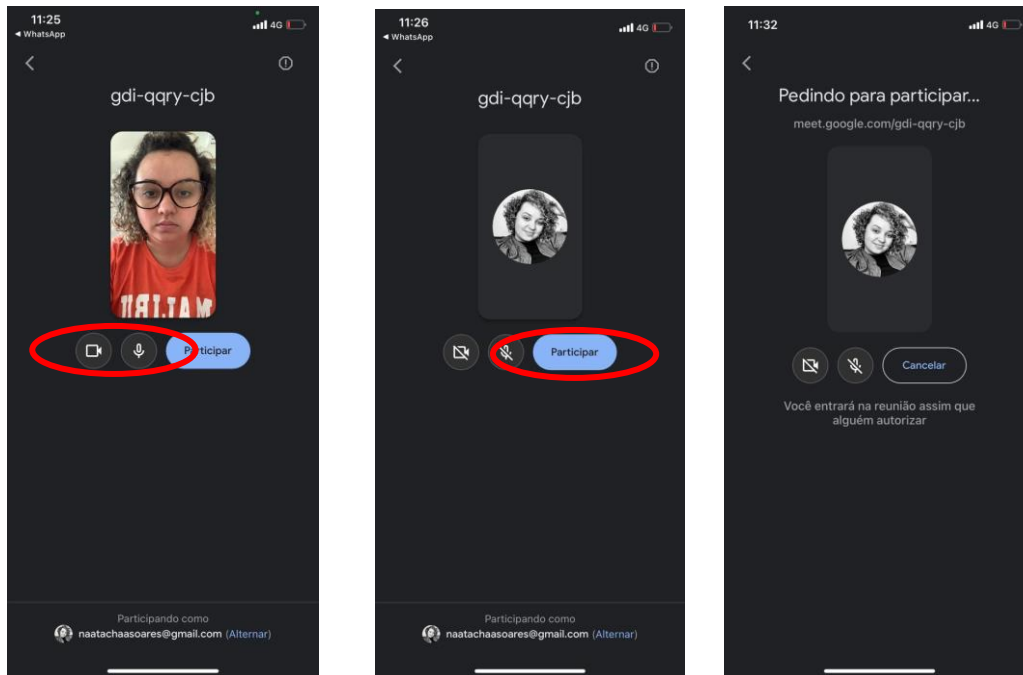 11:25
4G
◄ WhatsApp
gdi-qqry-cjb
MALIBU
Participar
Participando como
naatachaasoares@gmail.com (Alternar)
11:26
4G
◄ WhatsApp
gdi-qqry-cjb
Participar
Participando como
naatachaasoares@gmail.com (Alternar)
11:32
4G
Pedindo para participar...
meet.google.com/gdi-qqry-cjb
Cancelar
Você entrará na reunião assim que
alguém autorizar